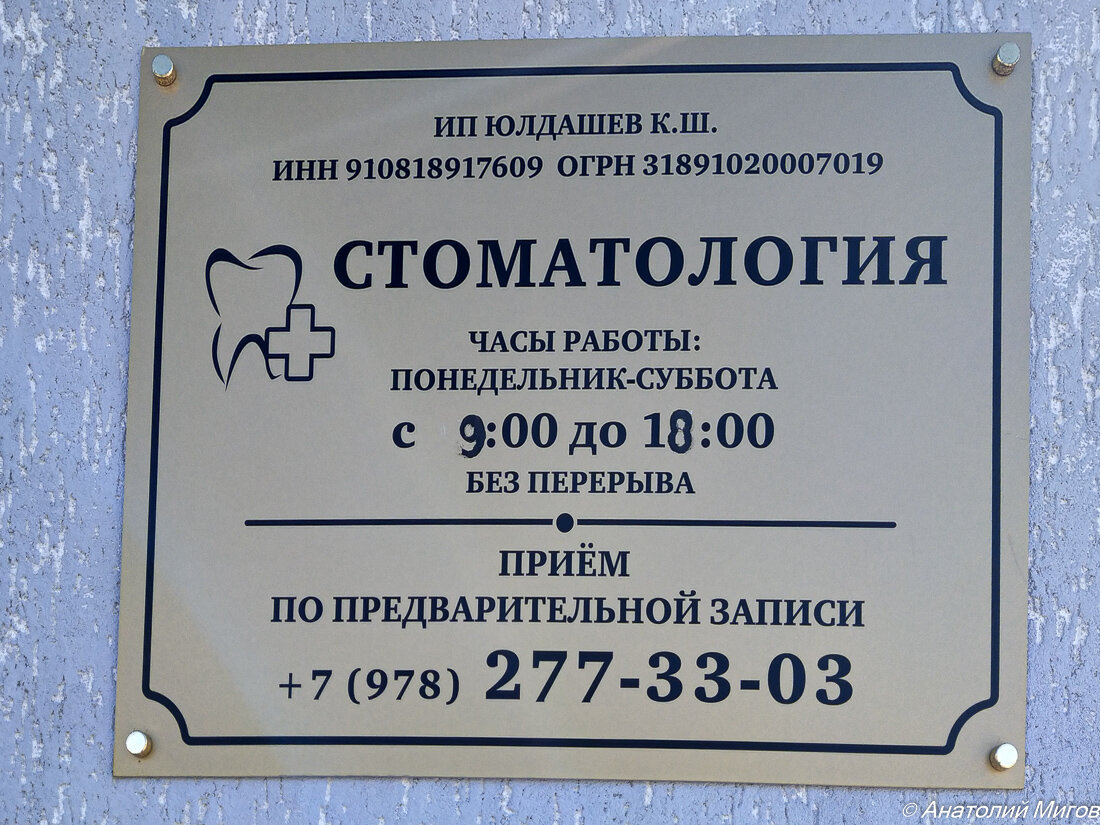 ИП ЮЛДАШЕВ К.Ш.
ИНН 910818917609 ОГРН 31891020007019
СТОМАТОЛОГИЯ
ЧАСЫ РАБОТЫ:
ПОНЕДЕЛЬНИК-СУББОТА
с 9:00 до 18:00
БЕЗ ПЕРЕРЫВА
ПРИЁМ
ПО ПРЕДВАРИТЕЛЬНОЙ ЗАПИСИ
+7 (978) 277-33-03
© Анатолий Мигов